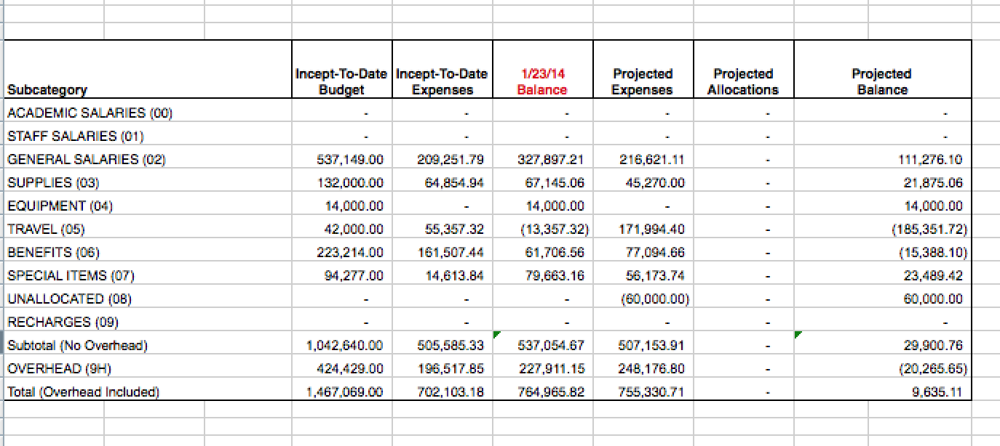 Subcategory Incept-To-Date Budget Incept-To-Date Expenses 1/23/14 Balance Projected Expenses Projected Allocations Projected Balance
ACADEMIC SALARIES (00) - - - - - -
STAFF SALARIES (01) - - - - - -
GENERAL SALARIES (02) 537,149.00 209,251.79 327,897.21 216,621.11 - 111,276.10
SUPPLIES (03) 132,000.00 64,854.94 67,145.06 45,270.00 - 21,875.06
EQUIPMENT (04) 14,000.00 - 14,000.00 - - 14,000.00
TRAVEL (05) 42,000.00 55,357.32 (13,357.32) 171,994.40 - (185,351.72)
BENEFITS (06) 223,214.00 161,507.44 61,706.56 77,094.66 - (15,388.10)
SPECIAL ITEMS (07) 94,277.00 14,613.84 79,663.16 56,173.74 - 23,489.42
UNALLOCATED (08) - - - (60,000.00) - 60,000.00
RECHARGES (09) - - - - - -
Subtotal (No Overhead) 1,042,640.00 505,585.33 537,054.67 507,153.91 - 29,900.76
OVERHEAD (9H) 424,429.00 196,517.85 227,911.15 248,176.80 - (20,265.65)
Total (Overhead Included) 1,467,069.00 702,103.18 764,965.82 755,330.71 - 9,635.11